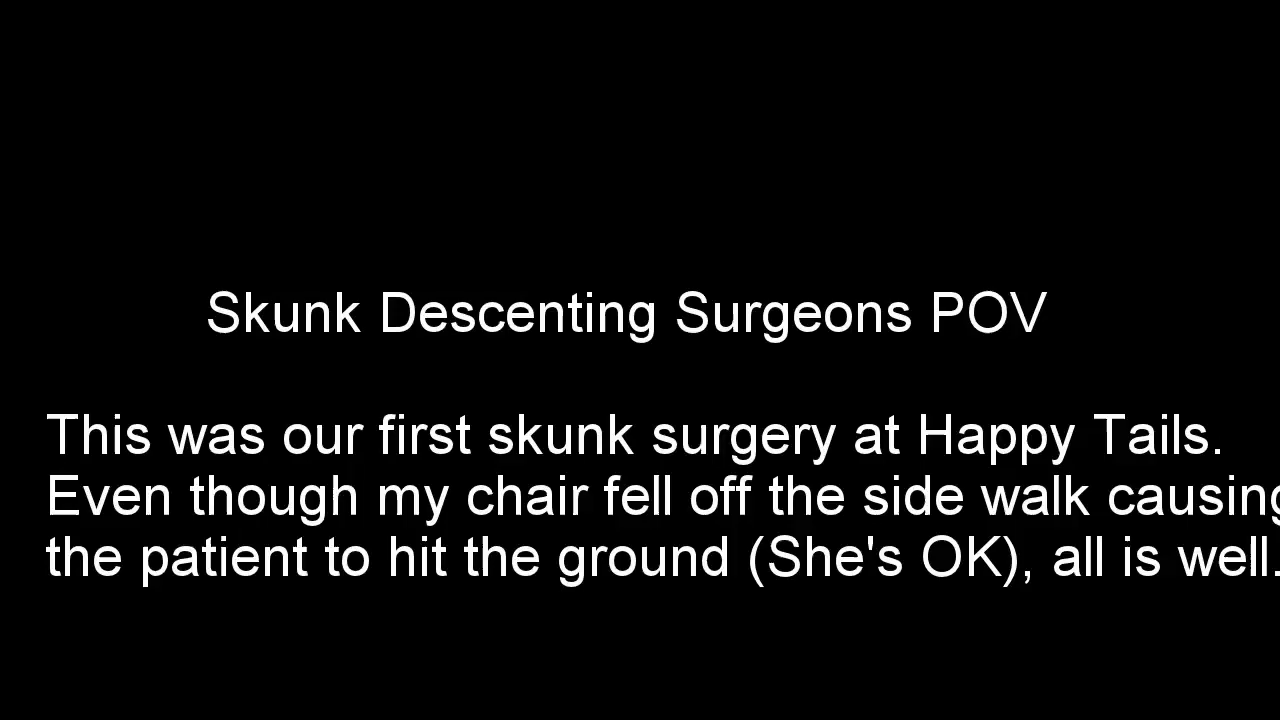 Skunk Descenting Surgeons POV
This was our first skunk surgery at Happy Tails.
Even though my chair fell off the side walk causing
the patient to hit the ground (She's OK), all is well.